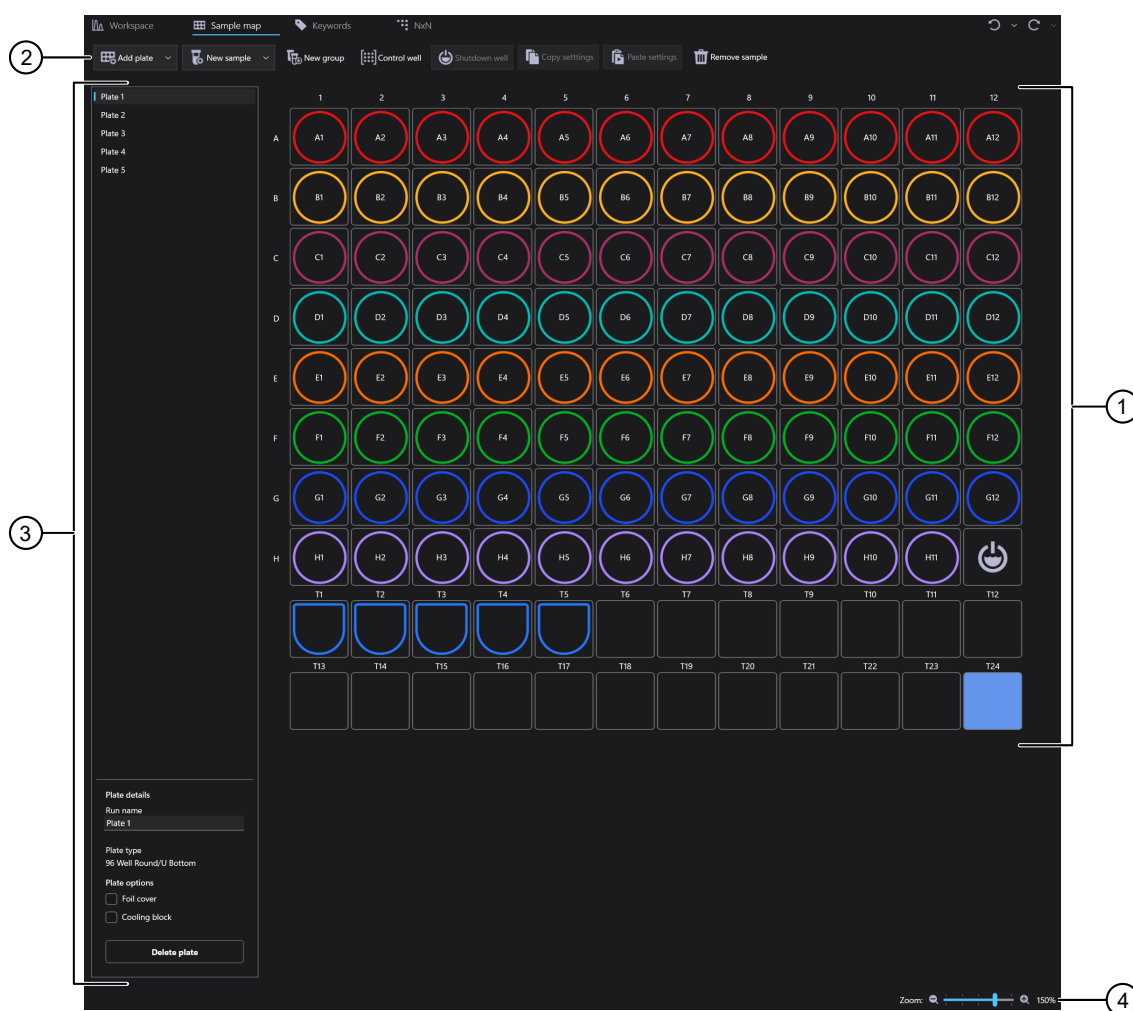 Workspace Sample map Keywords NxN
2 Add plate New sample New group Control well Shutdown well Copy setttings Paste settings Remove sample
Plate 1
Plate 2
Plate 3
Plate 4
Plate 5
1 2 3 4 5 6 7 8 9 10 11 12
A A1 A2 A3 A4 A5 A6 A7 A8 A9 A10 A11 A12
B B1 B2 B3 B4 B5 B6 B7 B8 B9 B10 B11 B12
C C1 C2 C3 C4 C5 C6 C7 C8 C9 C10 C11 C12
D D1 D2 D3 D4 D5 D6 D7 D8 D9 D10 D11 D12
E E1 E2 E3 E4 E5 E6 E7 E8 E9 E10 E11 E12
1
F F1 F2 F3 F4 F5 F6 F7 F8 F9 F10 F11 F12
G G1 G2 G3 G4 G5 G6 G7 G8 G9 G10 G11 G12
3
H H1 H2 H3 H4 H5 H6 H7 H8 H9 H10 H11
T1 T2 T3 T4 T5 T6 T7 T8 T9 T10 T11 T12
T13 T14 T15 T16 T17 T18 T19 T20 T21 T22 T23 T24
Plate details
Run name
Plate 1
Plate type
96 Well Round/U Bottom
Plate options
Foil cover
Cooling block
Delete plate
Zoom: 150% 4